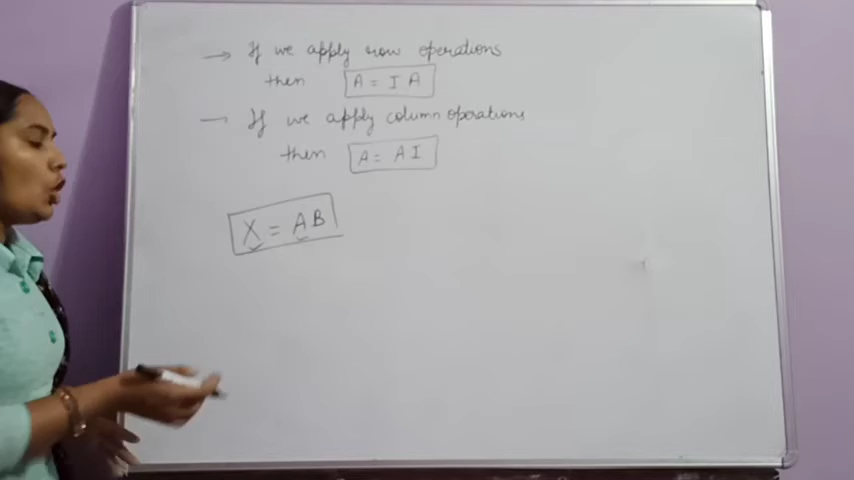 → If we apply row operations
then A = I A
→ If we apply column operations
then A = A I
X = AB